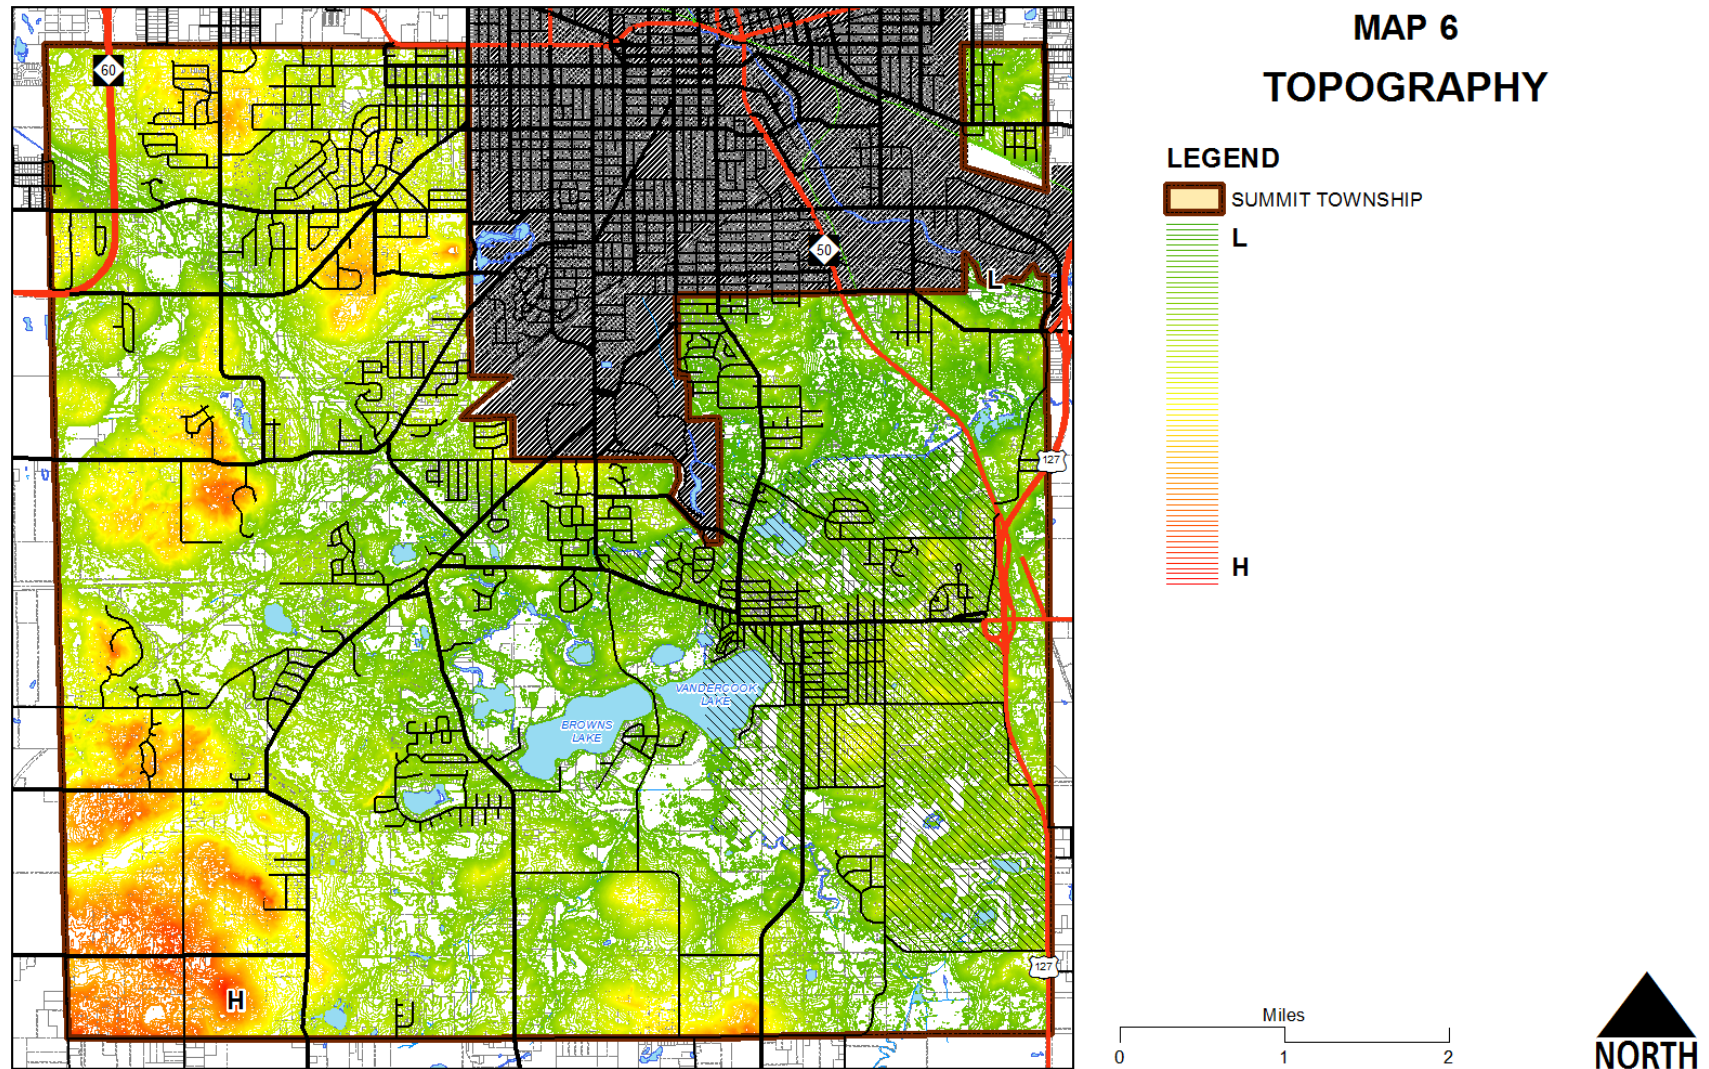 MAP 6
TOPOGRAPHY
LEGEND
SUMMIT TOWNSHIP
L
H
60
50
L
127
VANDERCOOK
LAKE
BROWNS
LAKE
H
127
Miles
0 1 2
NORTH